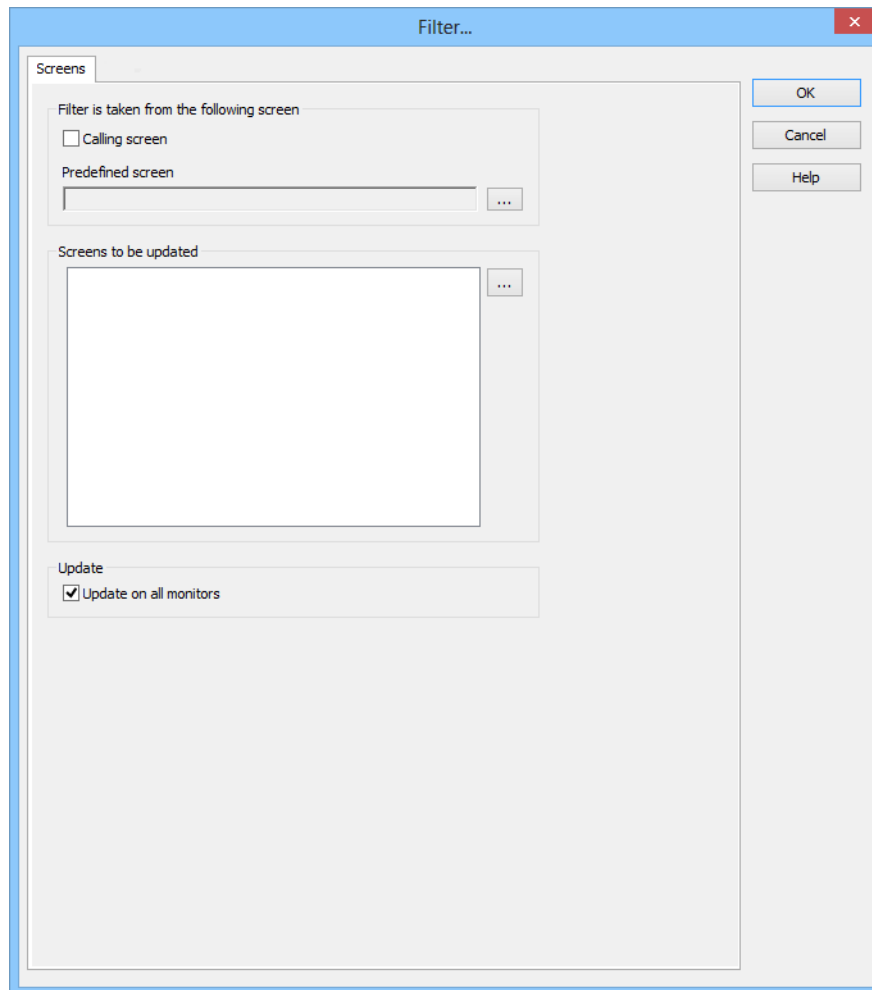 Filter...
Screens
Filter is taken from the following screen
Calling screen
Predefined screen
...
Screens to be updated
...
Update
Update on all monitors
OK
Cancel
Help